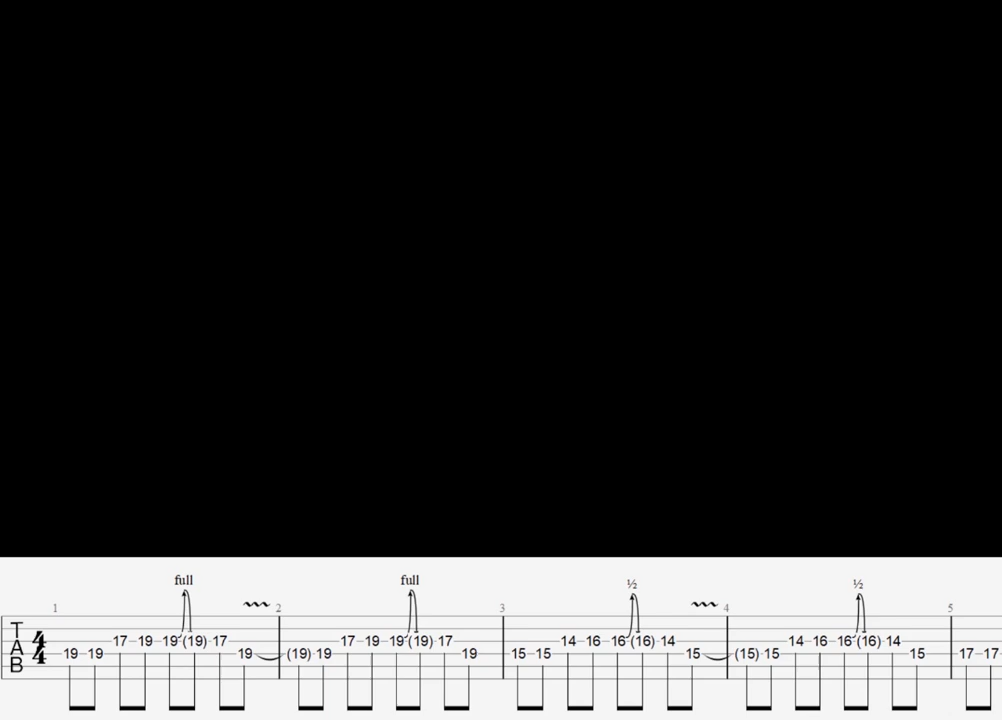 full full ½ ½
1 2 3 4 5
T
A
B
4
4
17 19 19 (19) 17 17 19 19 (19) 17 14 16 16 (16) 14 14 16 16 (16) 14
19 19 19 (19) 19 19 15 15 15 (15) 15 15 17 17